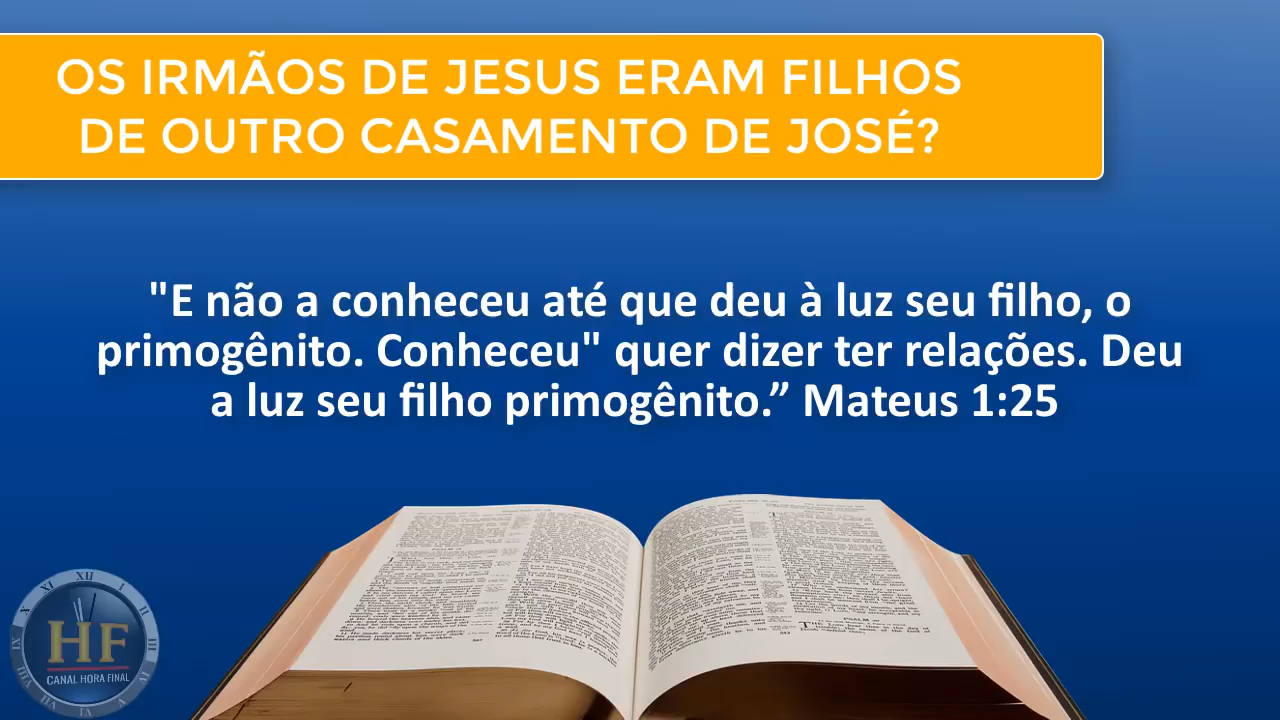 OS IRMÃOS DE JESUS ERAM FILHOS
DE OUTRO CASAMENTO DE JOSÉ?
"E não a conheceu até que deu à luz seu filho, o
primogênito. Conheceu" quer dizer ter relações. Deu
a luz seu filho primogênito.” Mateus 1:25
HF
CANAL HORA FINAL